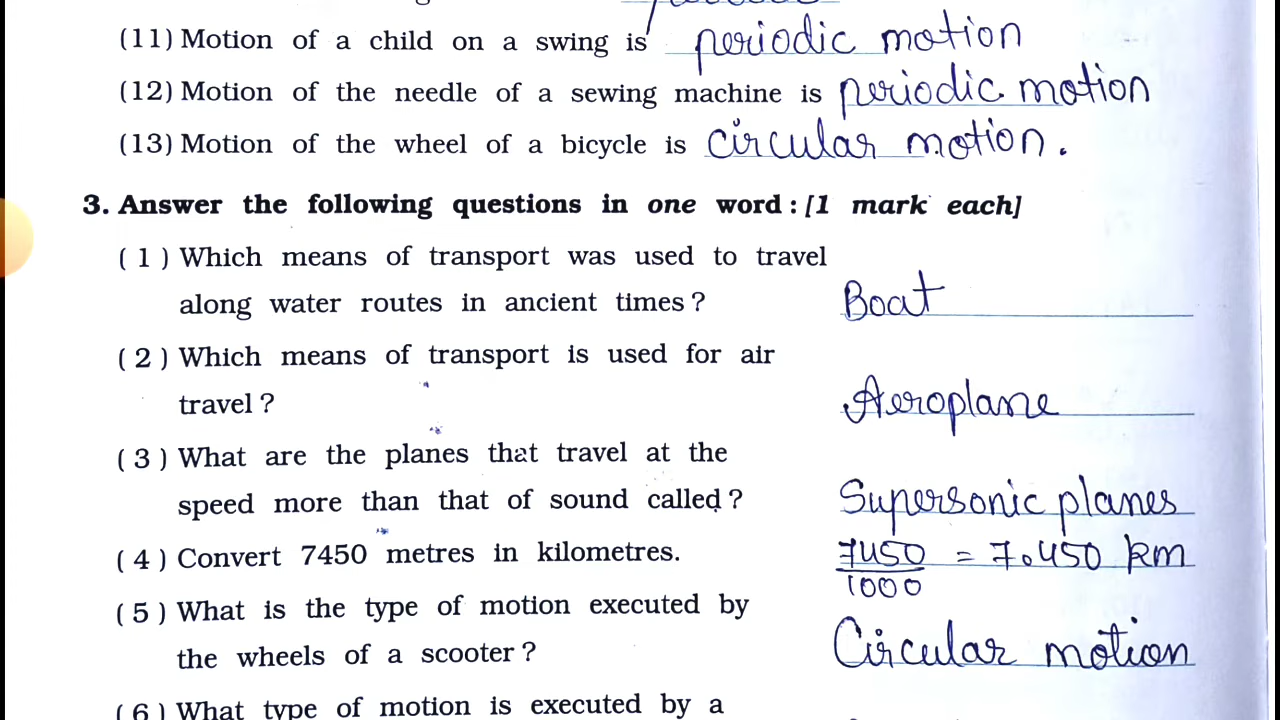 (11) Motion of a child on a swing is periodic motion
(12) Motion of the needle of a sewing machine is periodic motion
(13) Motion of the wheel of a bicycle is circular motion.
3. Answer the following questions in one word : [1 mark each]
( 1 ) Which means of transport was used to travel
along water routes in ancient times ? Boat
( 2 ) Which means of transport is used for air
travel ? Aeroplane
( 3 ) What are the planes that travel at the
speed more than that of sound called ? Supersonic planes
( 4 ) Convert 7450 metres in kilometres. 7450 = 7.450 km
1000
( 5 ) What is the type of motion executed by
the wheels of a scooter ? Circular motion
( 6 ) What type of motion is executed by a